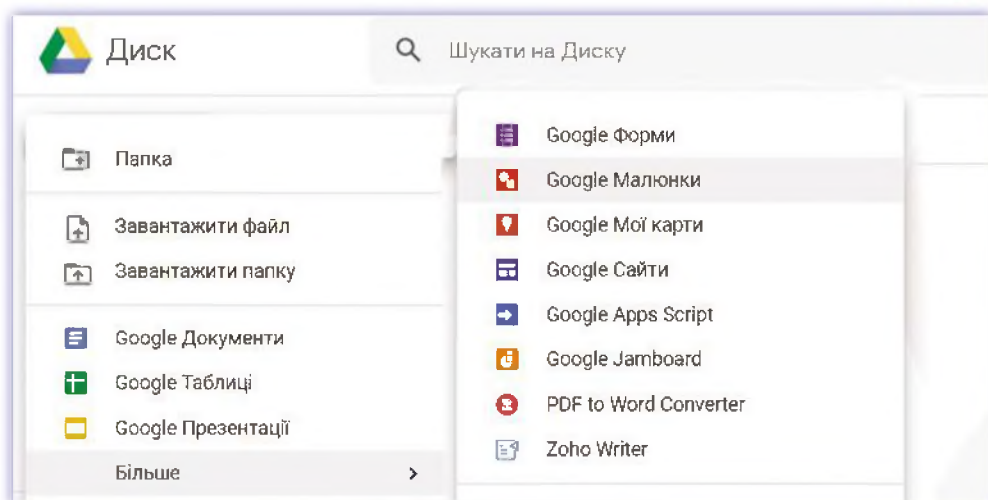 Диск
Шукати на Диску
Папка
Завантажити файл
Завантажити папку
Google Документи
Google Таблиці
Google Презентації
Більше
Google Форми
Google Малюнки
Google Мої карти
Google Сайти
Google Apps Script
Google Jamboard
PDF to Word Converter
Zoho Writer